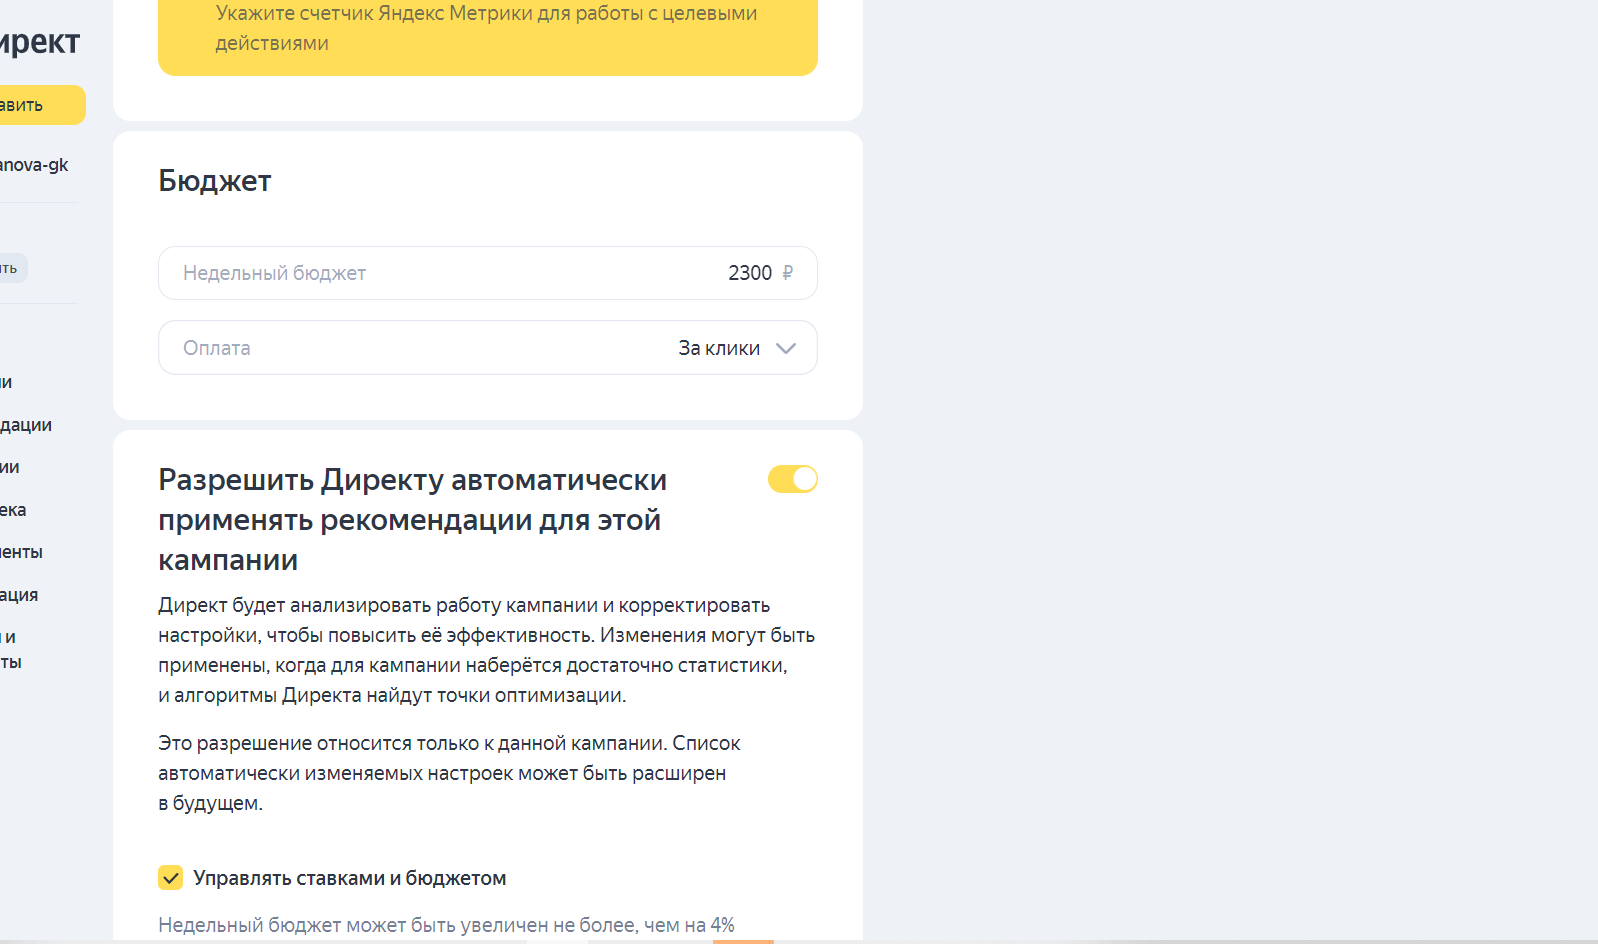 Укажите счетчик Яндекс Метрики для работы с целевыми
действиями
ирект
авить
anova-gk
ть
и
дации
ии
ека
енты
ация
и
ты
Бюджет
Недельный бюджет 2300 ₽
Оплата За клики
Разрешить Директу автоматически
применять рекомендации для этой
кампании
Директ будет анализировать работу кампании и корректировать
настройки, чтобы повысить её эффективность. Изменения могут быть
применены, когда для кампании наберётся достаточно статистики,
и алгоритмы Директа найдут точки оптимизации.
Это разрешение относится только к данной кампании. Список
автоматически изменяемых настроек может быть расширен
в будущем.
Управлять ставками и бюджетом
Недельный бюджет может быть увеличен не более, чем на 4%